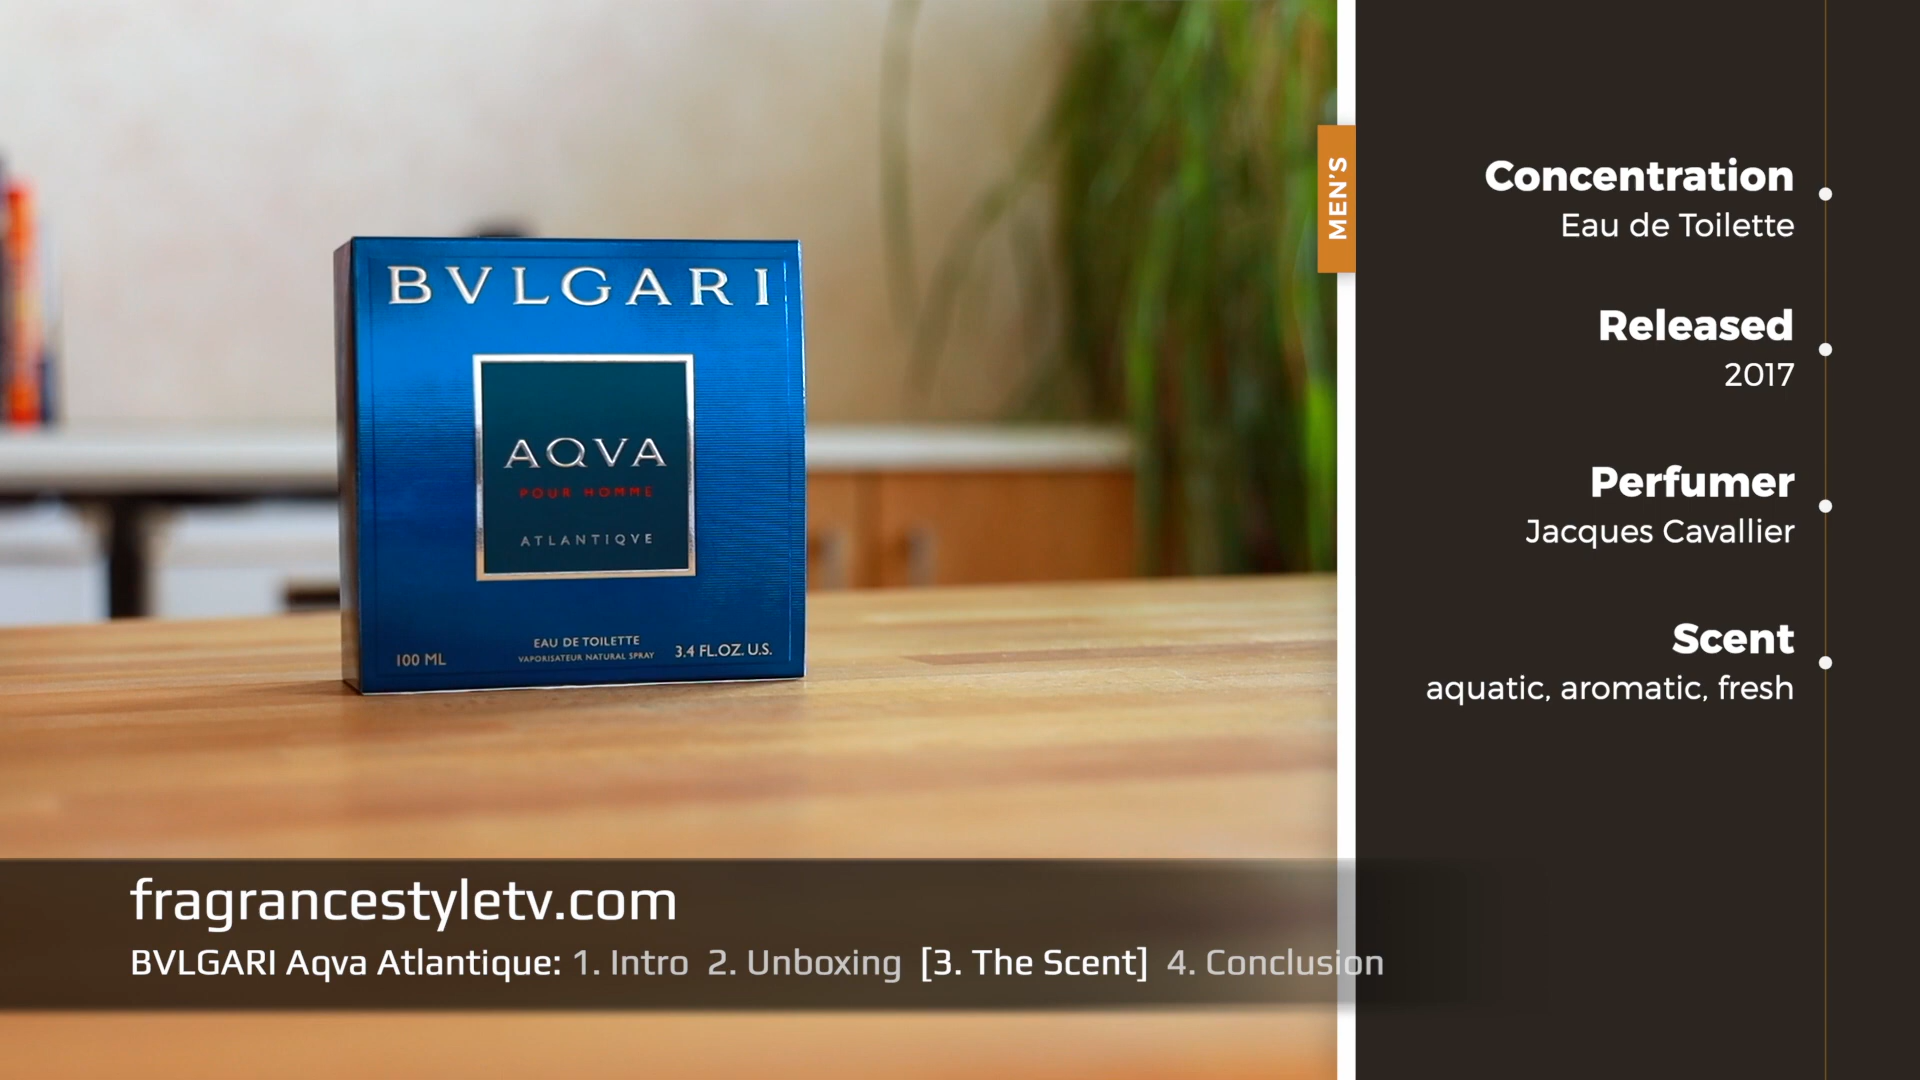 BVLGARI
AQVA
POUR HOMME
ATLANTIQVE
100 ML
EAU DE TOILETTE
VAPORISATEUR NATURAL SPRAY
3.4 FL.OZ. U.S.
MEN'S
Concentration
Eau de Toilette
Released
2017
Perfumer
Jacques Cavallier
Scent
aquatic, aromatic, fresh
fragrancestyletv.com
BVLGARI Aqva Atlantique: 1. Intro 2. Unboxing [3. The Scent] 4. Conclusion